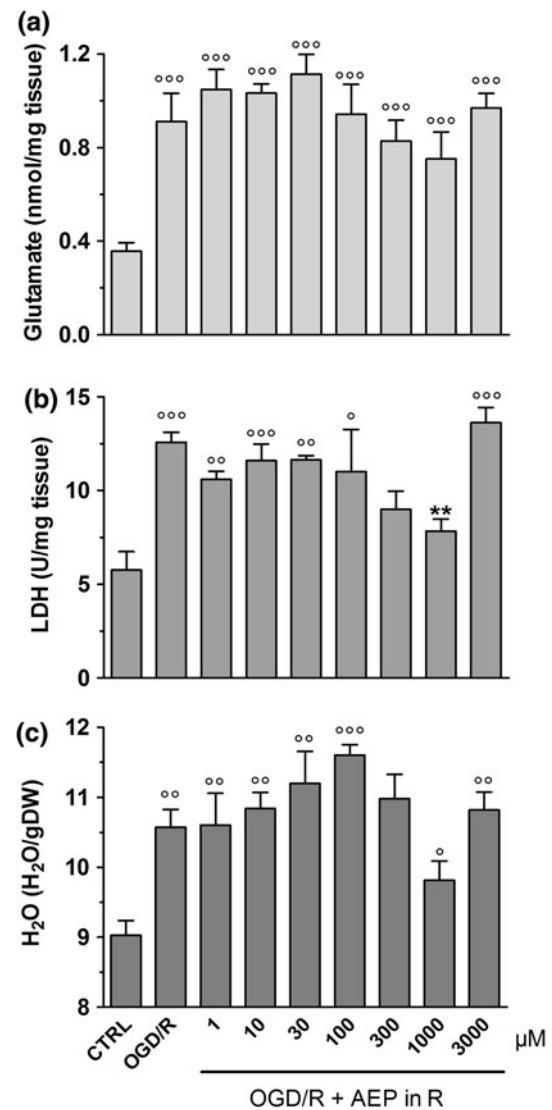 (a)
Glutamate (nmol/mg tissue)
1.2
0.8
0.4
0.0
°°° °°° °°° °°° °°° °°° °°° °°°
(b)
LDH (U/mg tissue)
15
10
5
0
°°° °° °°° °° ° ** °°°
(c)
H₂O (H₂O/gDW)
12
11
10
9
8
°° °° °° °° °°° ° °°
CTRL OGD/R 1 10 30 100 300 1000 3000 µM
OGD/R + AEP in R